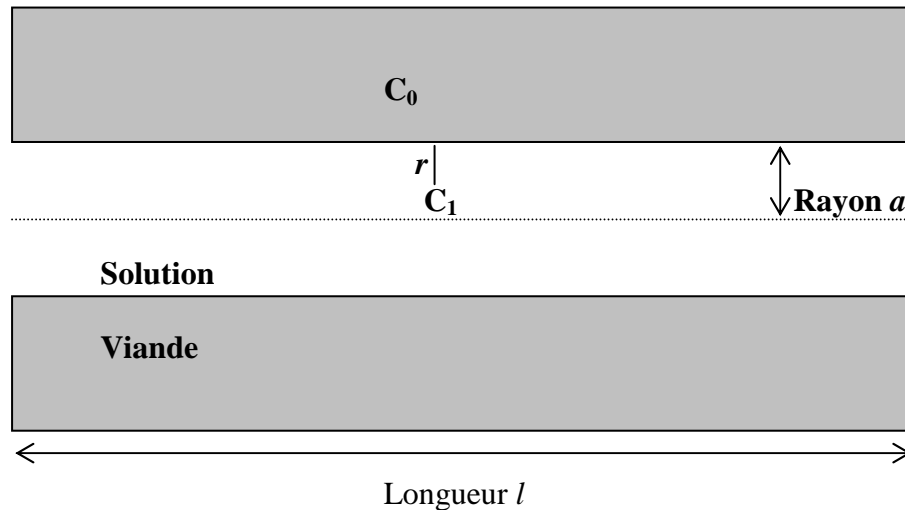 C₀
r
C₁
Rayon a
Solution
Viande
Longueur l